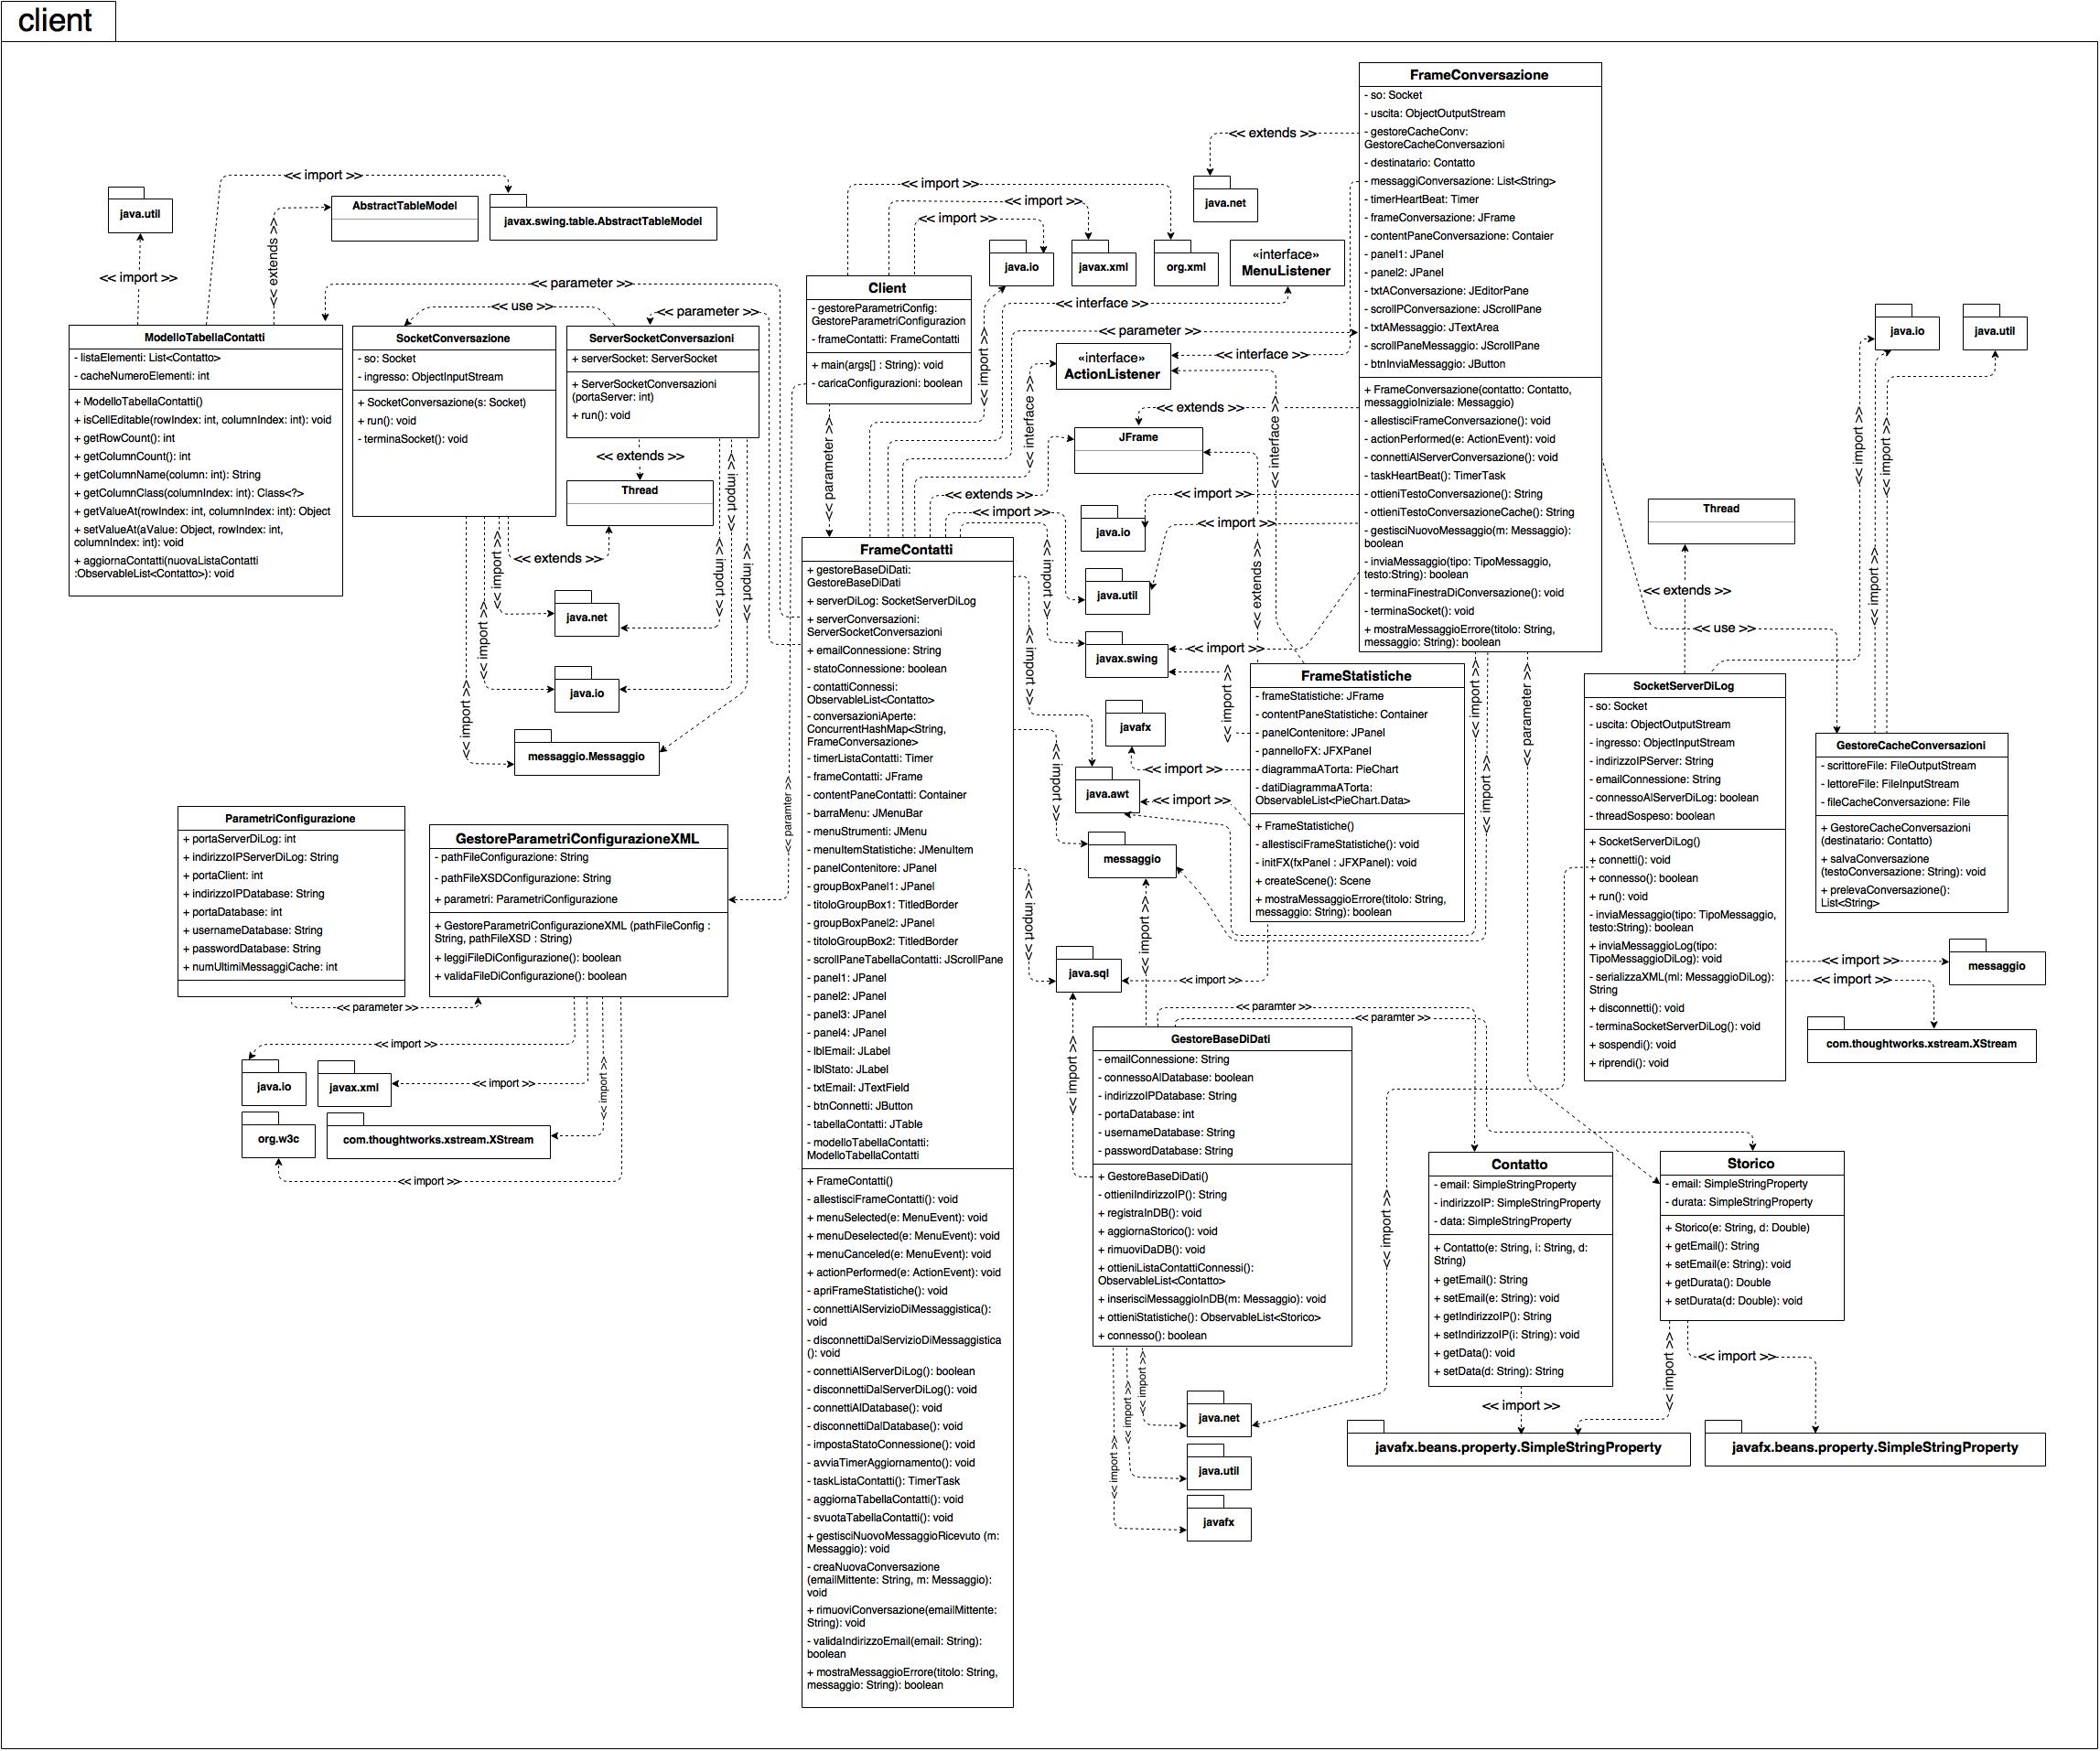 client
java.util
<< import >>
<< import >>
AbstractTableModel
<< extends >>
javax.swing.table.AbstractTableModel
ModelloTabellaContatti
- listaElementi: List<Contatto>
- cacheNumeroElementi: int
+ ModelloTabellaContatti()
+ isCellEditable(rowIndex: int, columnIndex: int): void
+ getRowCount(): int
+ getColumnCount(): int
+ getColumnName(column: int): String
+ getColumnClass(columnIndex: int): Class<?>
+ getValueAt(rowIndex: int, columnIndex: int): Object
+ setValueAt(aValue: Object, rowIndex: int,
columnIndex: int): void
+ aggiornaContatti(nuovaListaContatti
:ObservableList<Contatto>): void
<< parameter >>
<< use >>
<< parameter >>
SocketConversazione
- so: Socket
- ingresso: ObjectInputStream
+ SocketConversazione(s: Socket)
+ run(): void
- terminaSocket(): void
ServerSocketConversazioni
+ serverSocket: ServerSocket
+ ServerSocketConversazioni
(portaServer: int)
+ run(): void
<< extends >>
Thread
<< extends >>
<< import >>
<< import >>
<< import >>
<< import >>
<< import >>
<< import >>
java.net
java.io
messaggio.Messaggio
ParametriConfigurazione
+ portaServerDiLog: int
+ indirizzoIPServerDiLog: String
+ portaClient: int
+ indirizzoIPDatabase: String
+ portaDatabase: int
+ usernameDatabase: String
+ passwordDatabase: String
+ numUltimiMessaggiCache: int
<< parameter >>
GestoreParametriConfigurazioneXML
- pathFileConfigurazione: String
- pathFileXSDConfigurazione: String
+ parametri: ParametriConfigurazione
+ GestoreParametriConfigurazioneXML (pathFileConfig :
String, pathFileXSD : String)
+ leggiFileDiConfigurazione(): boolean
+ validaFileDiConfigurazione(): boolean
<< import >>
<< import >>
<< import >>
<< import >>
java.io
javax.xml
org.w3c
com.thoughtworks.xstream.XStream
<< import >>
<< import >>
<< import >>
Client
- gestoreParametriConfig:
GestoreParametriConfigurazion
- frameContatti: FrameContatti
+ main(args[] : String): void
- caricaConfigurazioni: boolean
<< parameter >>
<< paramter >>
java.io
javax.xml
org.xml
«interface»
MenuListener
<< import >>
<< interface >>
<< parameter >>
«interface»
ActionListener
<< interface >>
<< interface >>
<< interface >>
<< extends >>
JFrame
<< extends >>
<< import >>
<< import >>
java.io
<< import >>
<< import >>
java.util
<< extends >>
javax.swing
<< import >>
<< import >>
<< import >>
javafx
<< import >>
java.awt
<< import >>
<< import >>
messaggio
<< import >>
java.sql
<< import >>
<< import >>
<< import >>
FrameContatti
+ gestoreBaseDiDati:
GestoreBaseDiDati
+ serverDiLog: SocketServerDiLog
+ serverConversazioni:
ServerSocketConversazioni
+ emailConnessione: String
- statoConnessione: boolean
- contattiConnessi:
ObservableList<Contatto>
- conversazioniAperte:
ConcurrentHashMap<String,
FrameConversazione>
- timerListaContatti: Timer
- frameContatti: JFrame
- contentPaneContatti: Container
- barraMenu: JMenuBar
- menuStrumenti: JMenu
- menuItemStatistiche: JMenuItem
- panelContenitore: JPanel
- groupBoxPanel1: JPanel
- titoloGroupBox1: TitledBorder
- groupBoxPanel2: JPanel
- titoloGroupBox2: TitledBorder
- scrollPaneTabellaContatti: JScrollPane
- panel1: JPanel
- panel2: JPanel
- panel3: JPanel
- panel4: JPanel
- lblEmail: JLabel
- lblStato: JLabel
- txtEmail: JTextField
- btnConnetti: JButton
- tabellaContatti: JTable
- modelloTabellaContatti:
ModelloTabellaContatti
+ FrameContatti()
- allestisciFrameContatti(): void
+ menuSelected(e: MenuEvent): void
+ menuDeselected(e: MenuEvent): void
+ menuCanceled(e: MenuEvent): void
+ actionPerformed(e: ActionEvent): void
- apriFrameStatistiche(): void
- connettiAlServizioDiMessaggistica():
void
- disconnettiDalServizioDiMessaggistica
(): void
- connettiAlServerDiLog(): boolean
- disconnettiDalServerDiLog(): void
- connettiAlDatabase(): void
- disconnettiDalDatabase(): void
- impostaStatoConnessione(): void
- avviaTimerAggiornamento(): void
- taskListaContatti(): TimerTask
- aggiornaTabellaContatti(): void
- svuotaTabellaContatti(): void
+ gestisciNuovoMessaggioRicevuto (m:
Messaggio): void
- creaNuovaConversazione
(emailMittente: String, m: Messaggio):
void
+ rimuoviConversazione(emailMittente:
String): void
- validaIndirizzoEmail(email: String):
boolean
+ mostraMessaggioErrore(titolo: String,
messaggio: String): boolean
<< extends >>
java.net
FrameConversazione
- so: Socket
- uscita: ObjectOutputStream
- gestoreCacheConv:
GestoreCacheConversazioni
- destinatario: Contatto
- messaggiConversazione: List<String>
- timerHeartBeat: Timer
- frameConversazione: JFrame
- contentPaneConversazione: Contaier
- panel1: JPanel
- panel2: JPanel
- txtAConversazione: JEditorPane
- scrollPConversazione: JScrollPane
- txtAMessaggio: JTextArea
- scrollPaneMessaggio: JScrollPane
- btnInviaMessaggio: JButton
+ FrameConversazione(contatto: Contatto,
messaggioIniziale: Messaggio)
- allestisciFrameConversazione(): void
+ actionPerformed(e: ActionEvent): void
- connettiAlServerConversazione(): void
- taskHeartBeat(): TimerTask
- ottieniTestoConversazione(): String
- ottieniTestoConversazioneCache(): String
+ gestisciNuovoMessaggio(m: Messaggio):
boolean
- inviaMessaggio(tipo: TipoMessaggio,
testo:String): boolean
- terminaFinestraDiConversazione(): void
- terminaSocket(): void
+ mostraMessaggioErrore(titolo: String,
messaggio: String): boolean
<< import >>
<< import >>
<< parameter >>
FrameStatistiche
- frameStatistiche: JFrame
- contentPaneStatistiche: Container
- panelContenitore: JPanel
- pannelloFX: JFXPanel
- diagrammaATorta: PieChart
- datiDiagrammaATorta:
ObservableList<PieChart.Data>
+ FrameStatistiche()
- allestisciFrameStatistiche(): void
- initFX(fxPanel : JFXPanel): void
+ createScene(): Scene
+ mostraMessaggioErrore(titolo: String,
messaggio: String): boolean
<< paramter >>
<< paramter >>
GestoreBaseDiDati
- emailConnessione: String
- connessoAlDatabase: boolean
- indirizzoIPDatabase: String
- portaDatabase: int
- usernameDatabase: String
- passwordDatabase: String
+ GestoreBaseDiDati()
- ottieniIndirizzoIP(): String
+ registraInDB(): void
+ aggiornaStorico(): void
+ rimuoviDaDB(): void
+ ottieniListaContattiConnessi():
ObservableList<Contatto>
+ inserisciMessaggioInDB(m: Messaggio): void
+ ottieniStatistiche(): ObservableList<Storico>
+ connesso(): boolean
<< import >>
<< import >>
<< import >>
java.net
java.util
javafx
<< import >>
Thread
<< extends >>
<< use >>
SocketServerDiLog
- so: Socket
- uscita: ObjectOutputStream
- ingresso: ObjectInputStream
- indirizzoIPServer: String
- emailConnessione: String
- connessoAlServerDiLog: boolean
- threadSospeso: boolean
+ SocketServerDiLog()
+ connetti(): void
+ connesso(): boolean
+ run(): void
- inviaMessaggio(tipo: TipoMessaggio,
testo:String): boolean
+ inviaMessaggioLog(tipo:
TipoMessaggioDiLog): void
- serializzaXML(ml: MessaggioDiLog):
String
+ disconnetti(): void
- terminaSocketServerDiLog(): void
+ sospendi(): void
+ riprendi(): void
java.io
java.util
<< import >>
<< import >>
<< import >>
GestoreCacheConversazioni
- scrittoreFile: FileOutputStream
- lettoreFile: FileInputStream
- fileCacheConversazione: File
+ GestoreCacheConversazioni
(destinatario: Contatto)
+ salvaConversazione
(testoConversazione: String): void
+ prelevaConversazione():
List<String>
<< import >>
messaggio
<< import >>
com.thoughtworks.xstream.XStream
Contatto
- email: SimpleStringProperty
- indirizzoIP: SimpleStringProperty
- data: SimpleStringProperty
+ Contatto(e: String, i: String, d:
String)
+ getEmail(): String
+ setEmail(e: String): void
+ getIndirizzoIP(): String
+ setIndirizzoIP(i: String): void
+ getData(): void
+ setData(d: String): String
<< import >>
Storico
- email: SimpleStringProperty
- durata: SimpleStringProperty
+ Storico(e: String, d: Double)
+ getEmail(): String
+ setEmail(e: String): void
+ getDurata(): Double
+ setDurata(d: Double): void
<< import >>
<< import >>
javafx.beans.property.SimpleStringProperty
javafx.beans.property.SimpleStringProperty